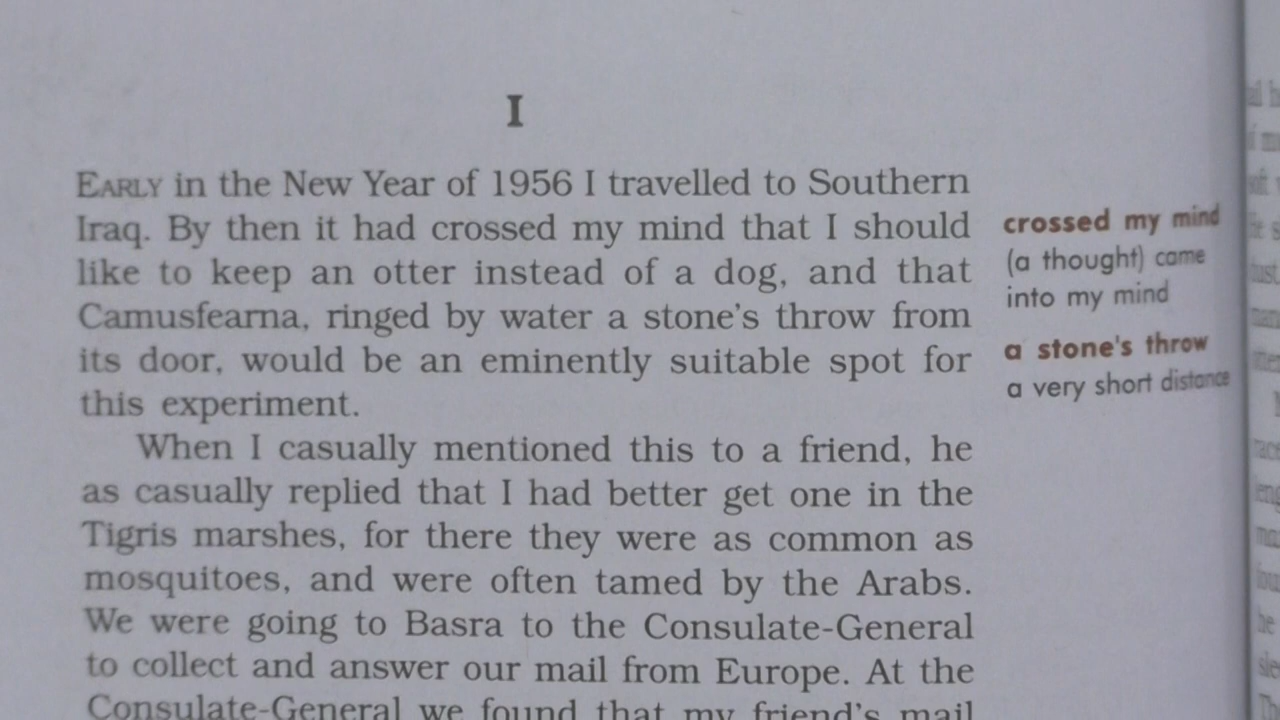 I
EARLY in the New Year of 1956 I travelled to Southern
Iraq. By then it had crossed my mind that I should
like to keep an otter instead of a dog, and that
Camusfearna, ringed by water a stone's throw from
its door, would be an eminently suitable spot for
this experiment.
When I casually mentioned this to a friend, he
as casually replied that I had better get one in the
Tigris marshes, for there they were as common as
mosquitoes, and were often tamed by the Arabs.
We were going to Basra to the Consulate-General
to collect and answer our mail from Europe. At the
Consulate-General we found that my friend's mail
crossed my mind
(a thought) came
into my mind
a stone's throw
a very short distance